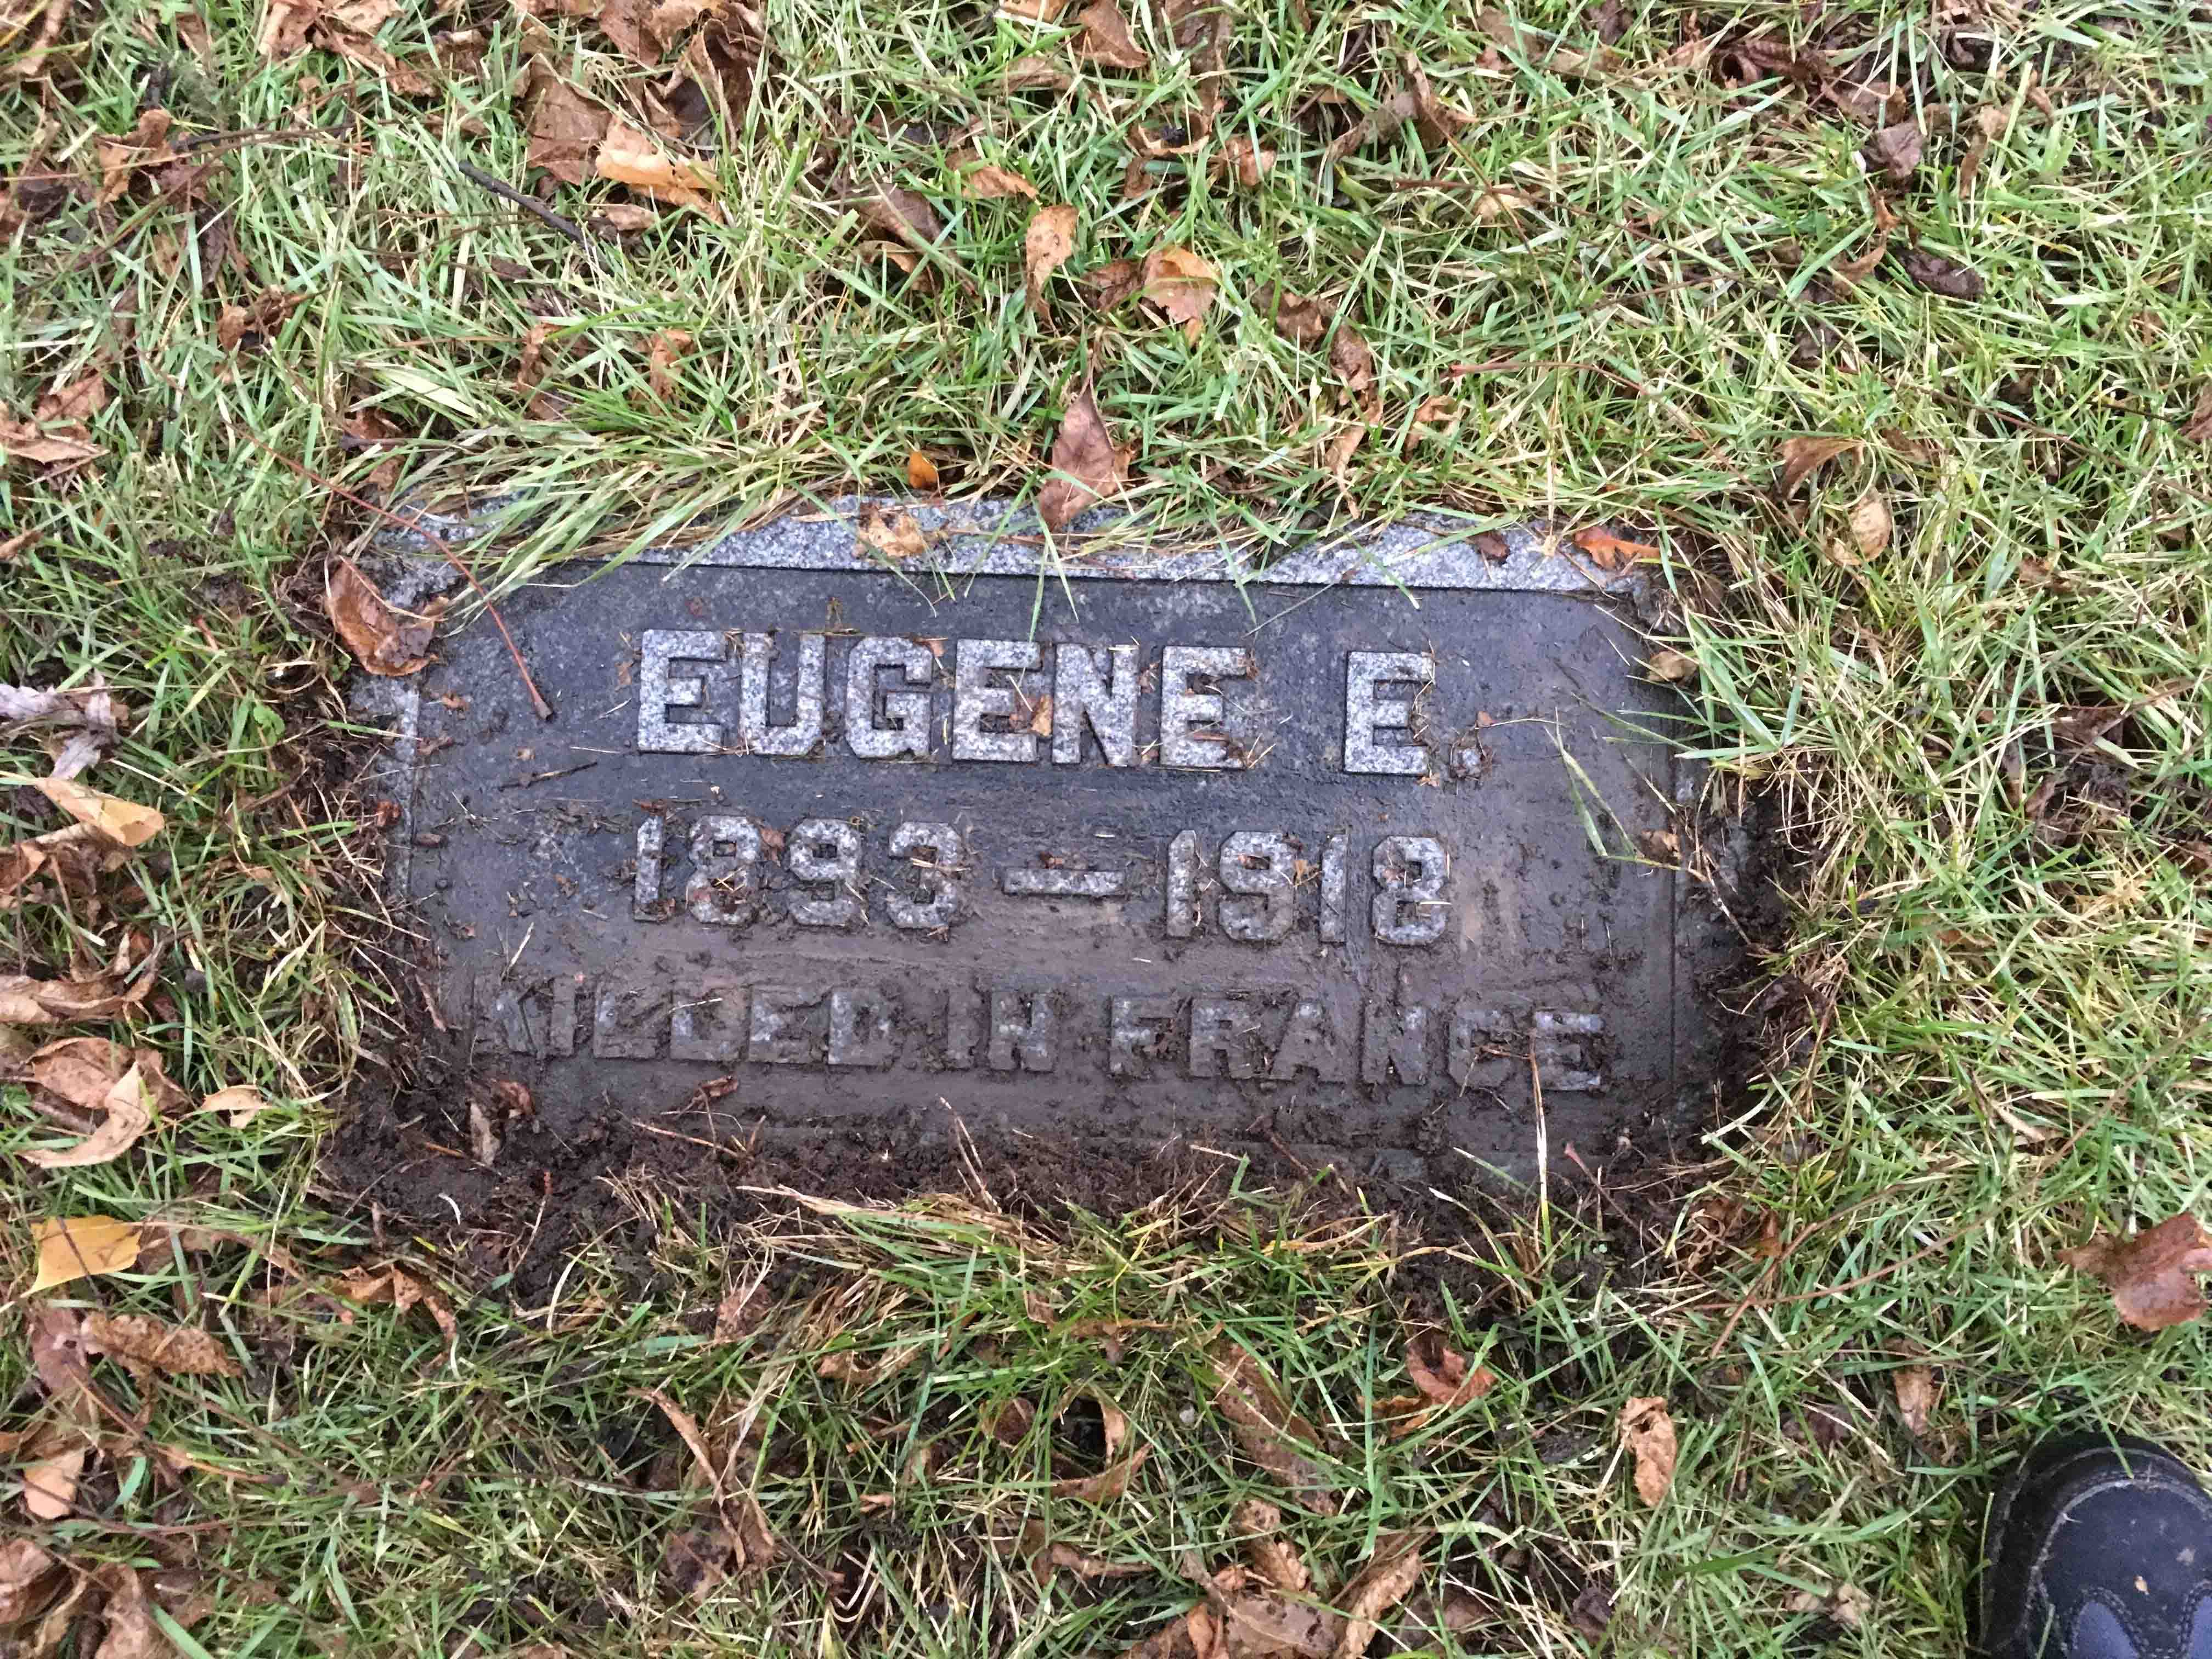 EUGENE E.
1893 — 1918
KILLED IN FRANCE